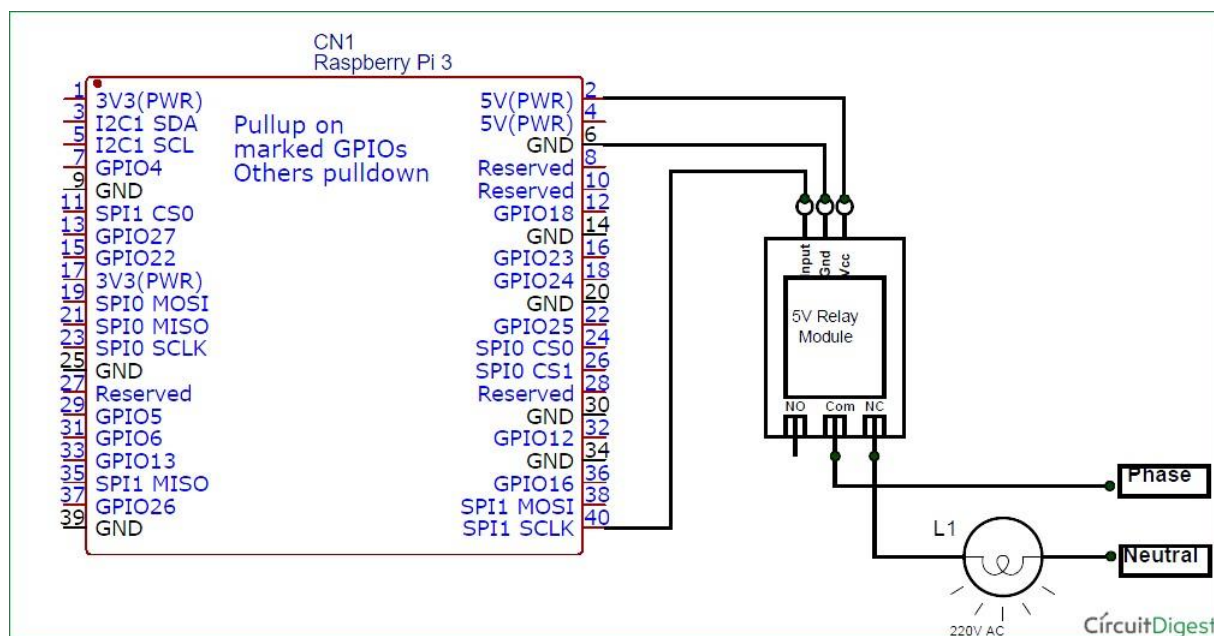 CN1
Raspberry Pi 3
1 3V3(PWR) 5V(PWR) 2
3 I2C1 SDA 5V(PWR) 4
5 I2C1 SCL GND 6
7 GPIO4 Reserved 8
9 GND Reserved 10
11 SPI1 CS0 GPIO18 12
13 GPIO27 GND 14
15 GPIO22 GPIO23 16
17 3V3(PWR) GPIO24 18
19 SPI0 MOSI GND 20
21 SPI0 MISO GPIO25 22
23 SPI0 SCLK SPI0 CS0 24
25 GND SPI0 CS1 26
27 Reserved Reserved 28
29 GPIO5 GND 30
31 GPIO6 GPIO12 32
33 GPIO13 GND 34
35 SPI1 MISO GPIO16 36
37 GPIO26 SPI1 MOSI 38
39 GND SPI1 SCLK 40
Pullup on
marked GPIOs
Others pulldown
Input Gnd Vcc
5V Relay
Module
NO Com NC
Phase
L1
Neutral
220V AC
CircuitDigest